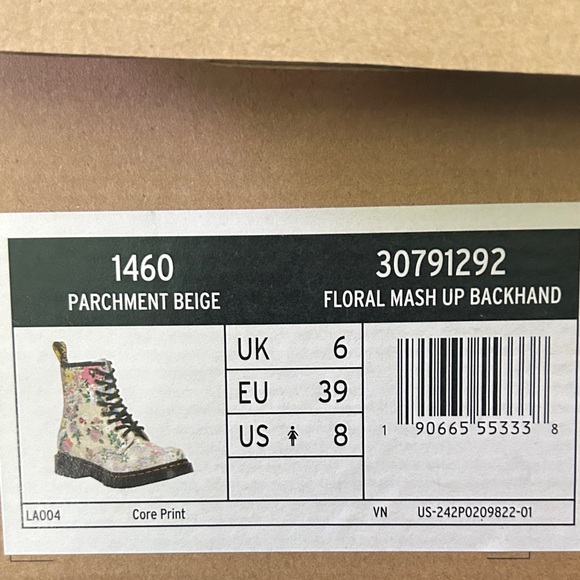 1460 30791292
PARCHMENT BEIGE FLORAL MASH UP BACKHAND
UK 6
EU 39
US 8
1 90665 55333 8
LA004 Core Print VN US-242P0209822-01